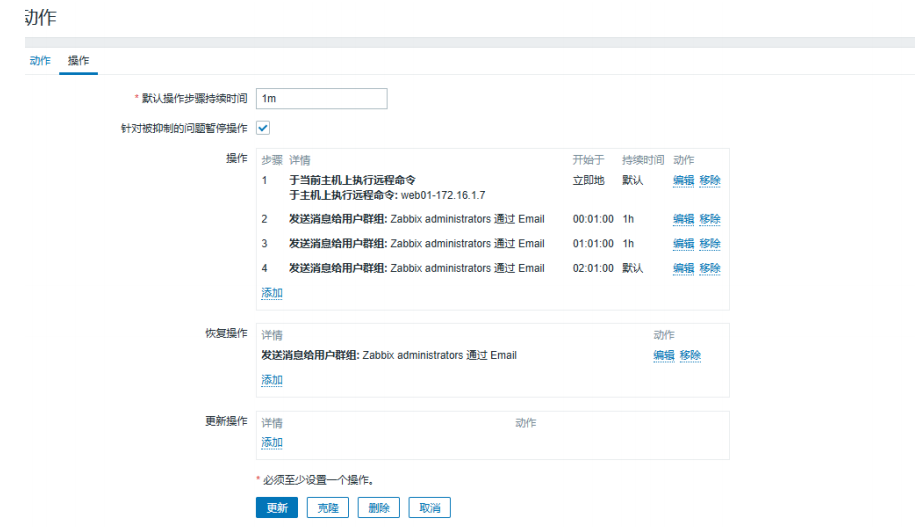 动作
动作 操作
* 默认操作步骤持续时间 1m
针对被抑制的问题暂停操作
操作 步骤 详情 开始于 持续时间 动作
1 于当前主机上执行远程命令 立即地 默认 编辑 移除
于主机上执行远程命令: web01-172.16.1.7
2 发送消息给用户群组: Zabbix administrators 通过 Email 00:01:00 1h 编辑 移除
3 发送消息给用户群组: Zabbix administrators 通过 Email 01:01:00 1h 编辑 移除
4 发送消息给用户群组: Zabbix administrators 通过 Email 02:01:00 默认 编辑 移除
添加
恢复操作 详情 动作
发送消息给用户群组: Zabbix administrators 通过 Email 编辑 移除
添加
更新操作 详情 动作
添加
* 必须至少设置一个操作。
更新 克隆 删除 取消